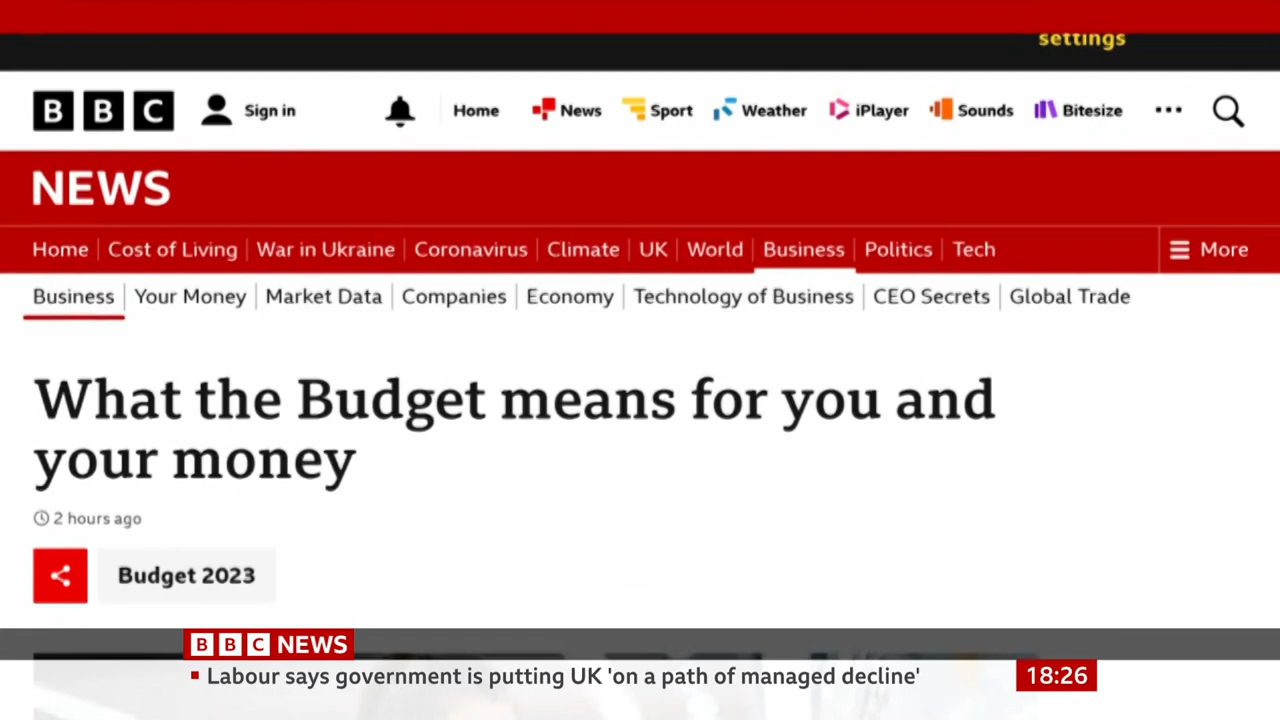 settings
BBC Sign in Home News Sport Weather iPlayer Sounds Bitesize ...
NEWS
Home Cost of Living War in Ukraine Coronavirus Climate UK World Business Politics Tech More
Business Your Money Market Data Companies Economy Technology of Business CEO Secrets Global Trade
What the Budget means for you and
your money
2 hours ago
Budget 2023
BBC NEWS
Labour says government is putting UK 'on a path of managed decline' 18:26